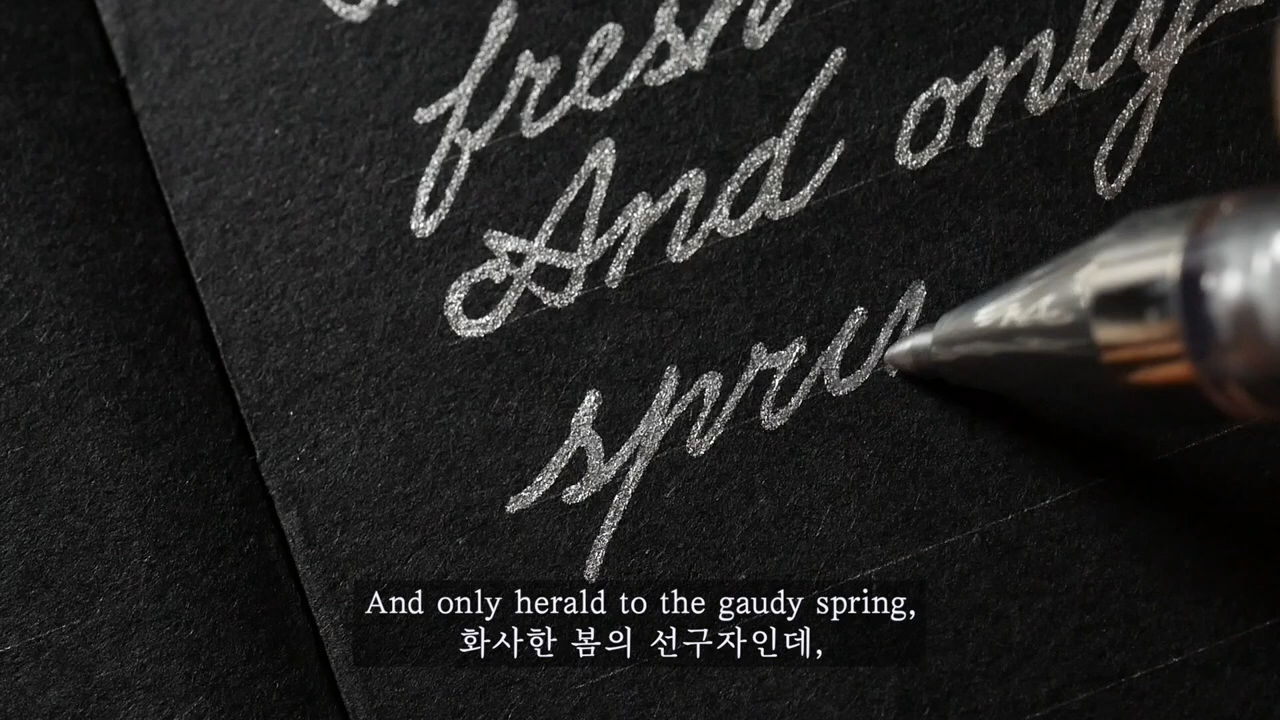 fresh
And only
spru
And only herald to the gaudy spring,
화사한 봄의 선구자인데,